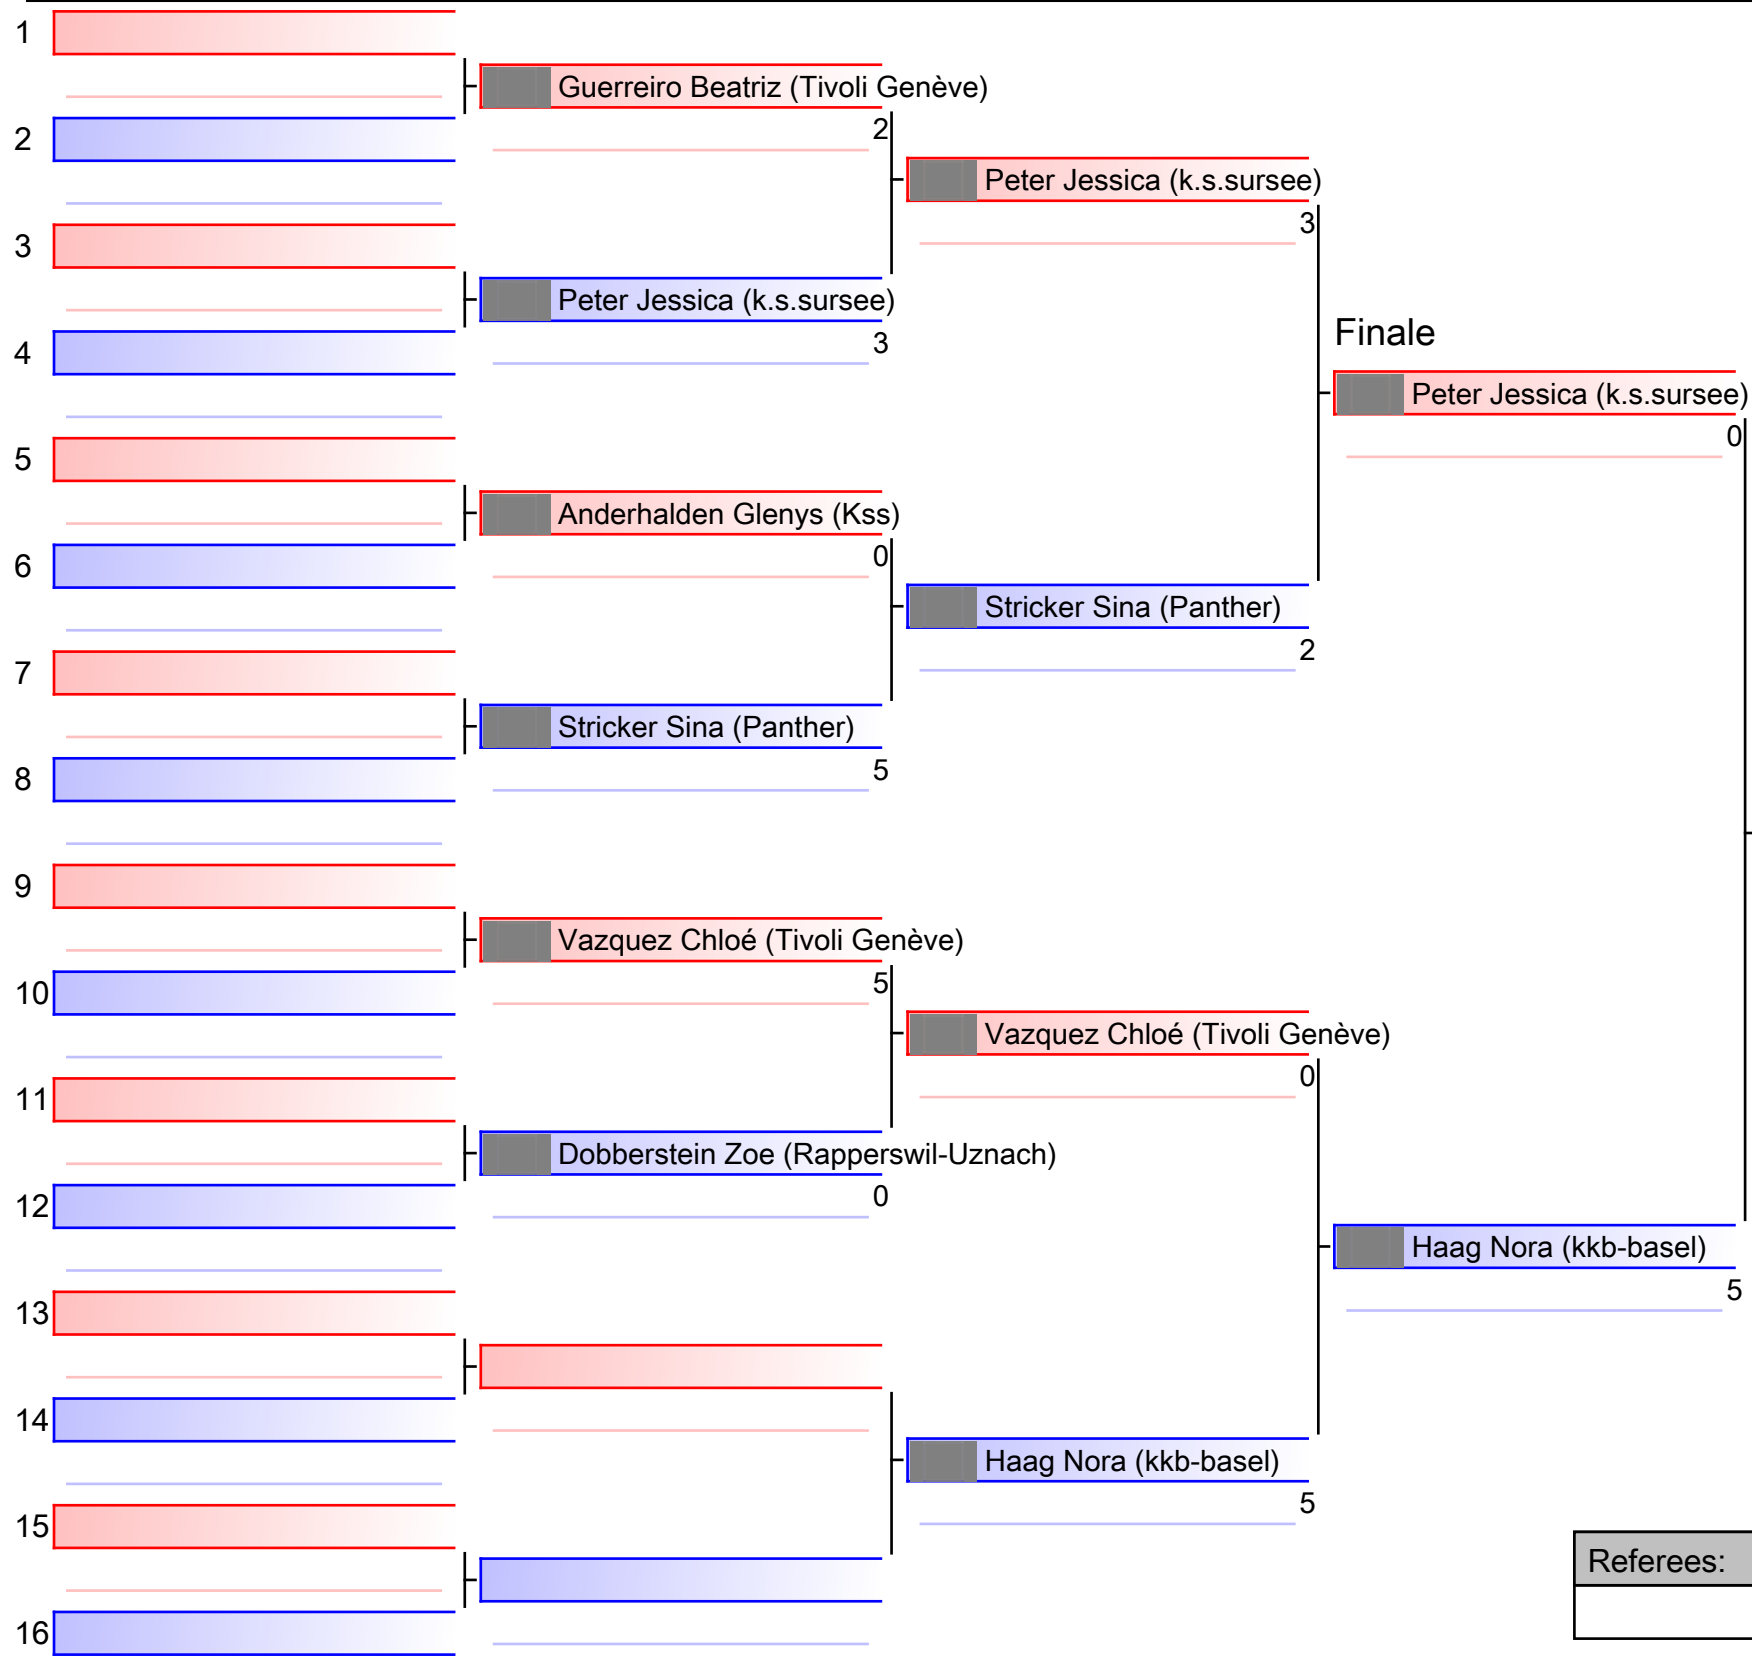 1
Guerreiro Beatriz (Tivoli Genève)
2
2
Peter Jessica (k.s.sursee)
3
3
Peter Jessica (k.s.sursee)
Finale
4
3
Peter Jessica (k.s.sursee)
0
5
Anderhalden Glenys (Kss)
0
6
Stricker Sina (Panther)
2
7
Stricker Sina (Panther)
5
8
9
Vazquez Chloé (Tivoli Genève)
5
10
Vazquez Chloé (Tivoli Genève)
0
11
Dobberstein Zoe (Rapperswil-Uznach)
0
12
Haag Nora (kkb-basel)
5
13
14
Haag Nora (kkb-basel)
5
15
Referees:
16